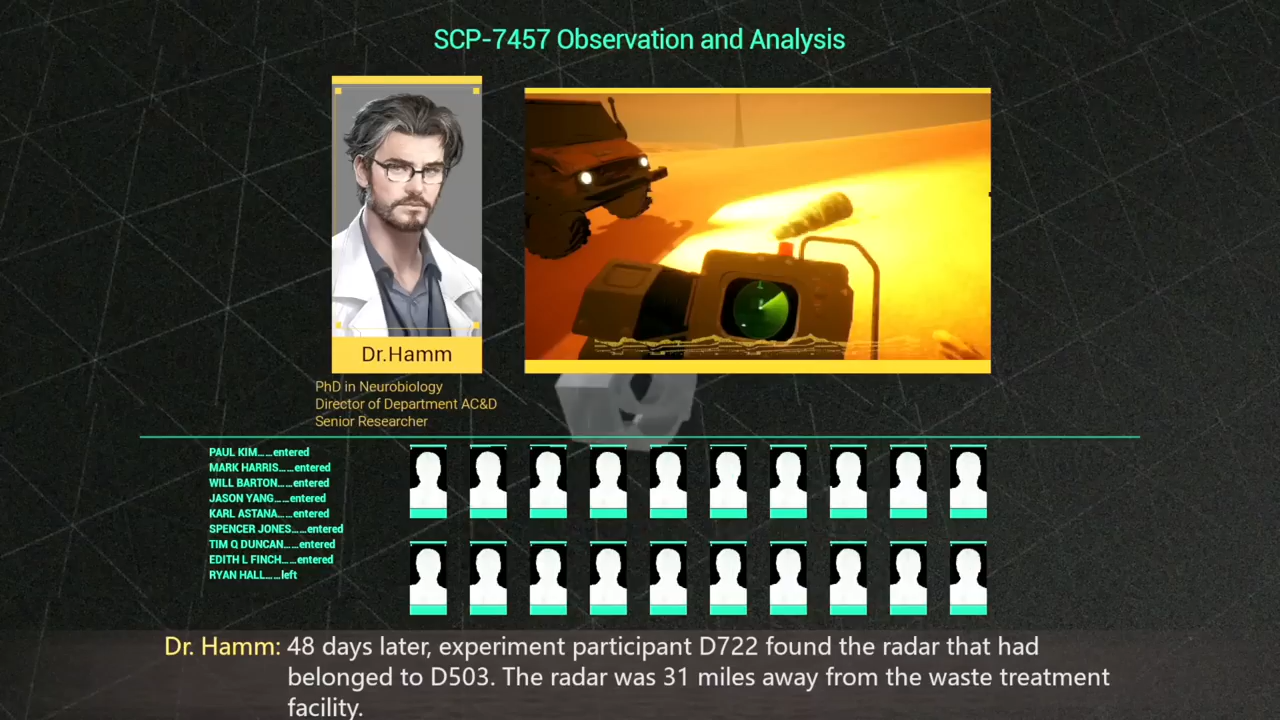 SCP-7457 Observation and Analysis
Dr.Hamm
PhD in Neurobiology
Director of Department AC&D
Senior Researcher
PAUL KIM......entered
MARK HARRIS......entered
WILL BARTON......entered
JASON YANG......entered
KARL ASTANA......entered
SPENCER JONES......entered
TIM Q DUNCAN......entered
EDITH L FINCH......entered
RYAN HALL......left
Dr. Hamm: 48 days later, experiment participant D722 found the radar that had
belonged to D503. The radar was 31 miles away from the waste treatment
facility.